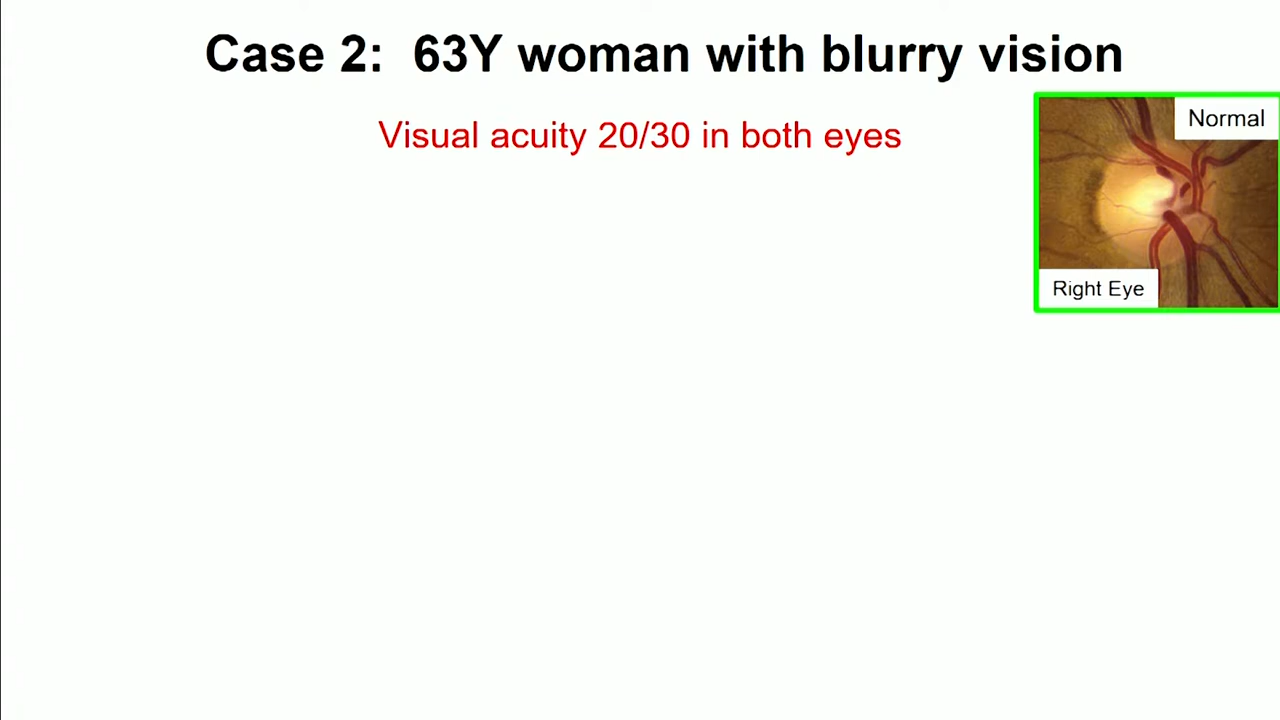 Case 2: 63Y woman with blurry vision
Visual acuity 20/30 in both eyes
Normal
Right Eye